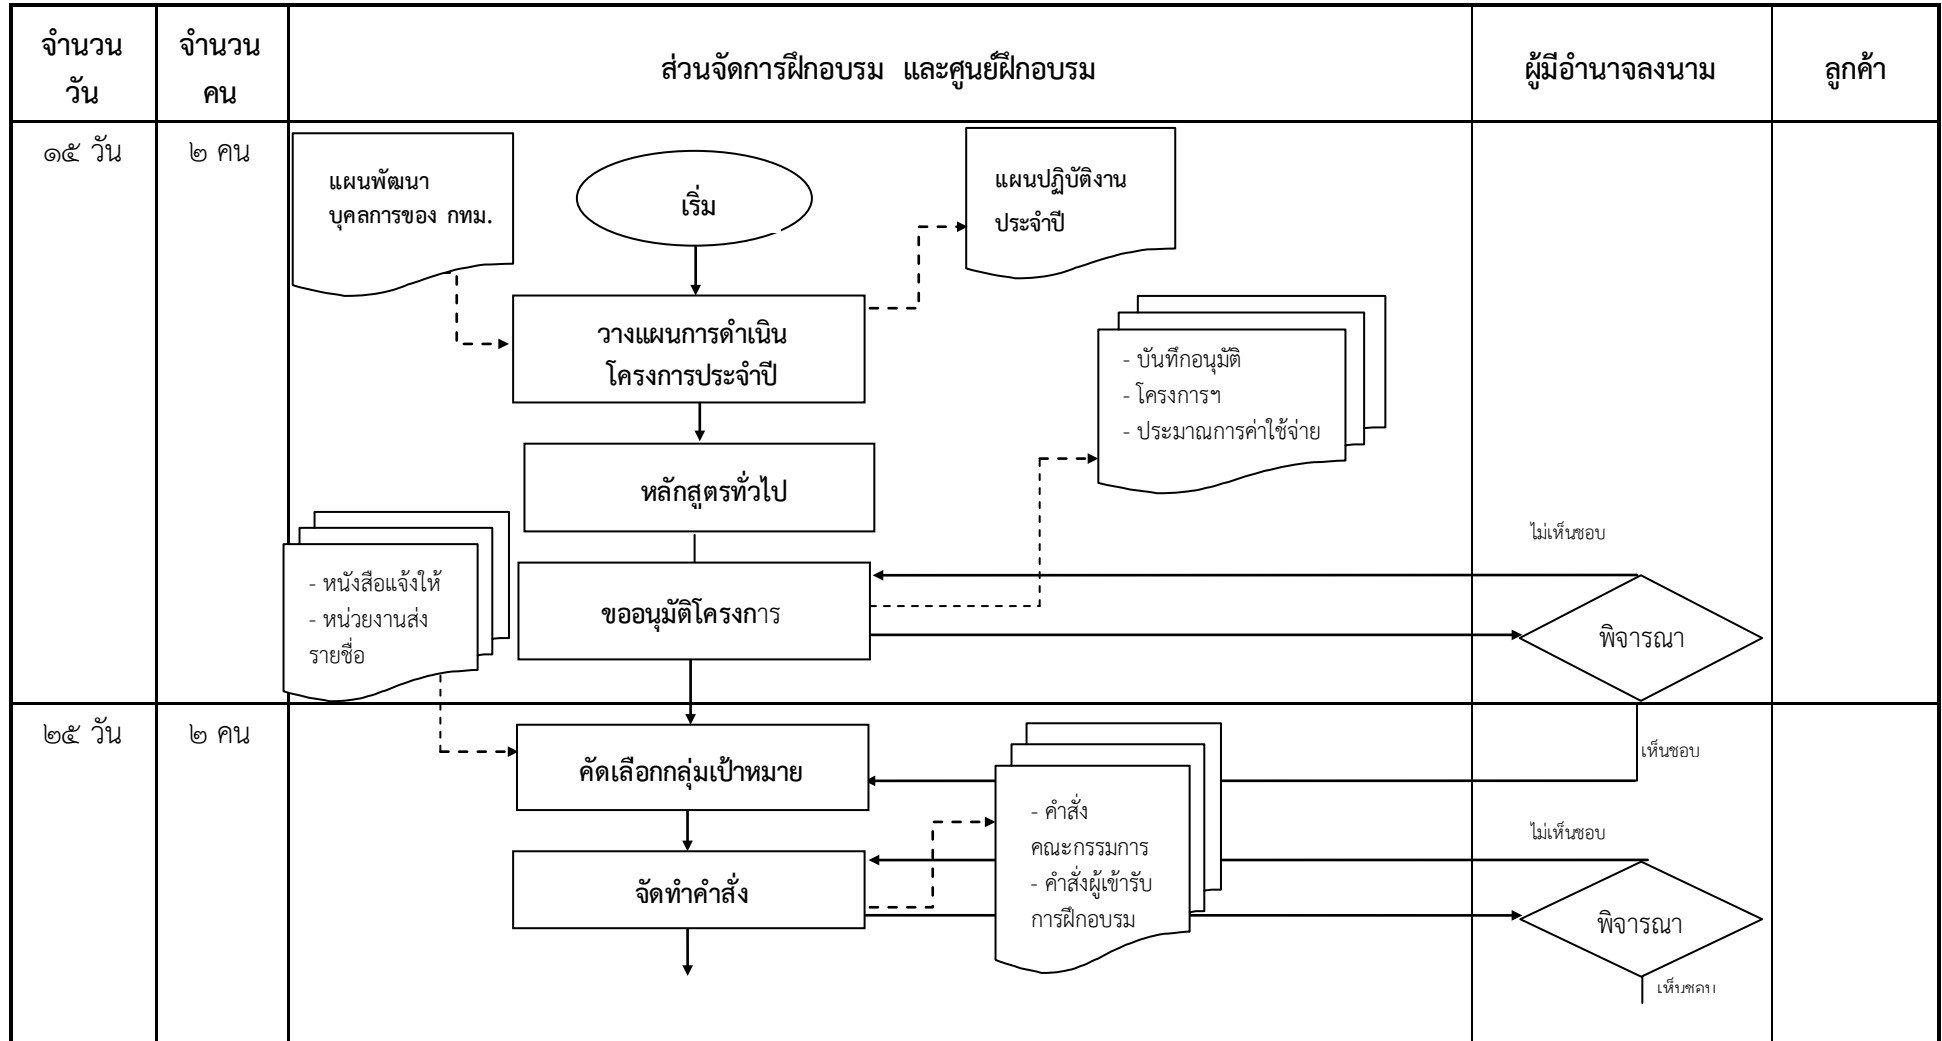 จำนวน
วัน
จำนวน
คน
ส่วนจัดการฝึกอบรม และศูนย์ฝึกอบรม
ผู้มีอำนาจลงนาม
ลูกค้า
๑๕ วัน
๒ คน
แผนพัฒนา
บุคลการของ กทม.
เริ่ม
แผนปฏิบัติงาน
ประจำปี
วางแผนการดำเนิน
โครงการประจำปี
- บันทึกอนุมัติ
- โครงการฯ
- ประมาณการค่าใช้จ่าย
หลักสูตรทั่วไป
ไม่เห็นชอบ
- หนังสือแจ้งให้
- หน่วยงานส่ง
รายชื่อ
ขออนุมัติโครงการ
พิจารณา
๒๕ วัน
๒ คน
เห็นชอบ
คัดเลือกกลุ่มเป้าหมาย
- คำสั่ง
คณะกรรมการ
- คำสั่งผู้เข้ารับ
การฝึกอบรม
ไม่เห็นชอบ
จัดทำคำสั่ง
พิจารณา
เห็นชอบ